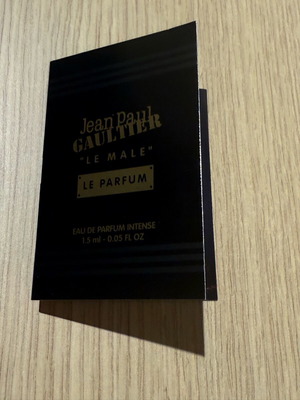 Jean Paul
GAULTIER
"LE MALE"
LE PARFUM
EAU DE PARFUM INTENSE
1.5 ml - 0.05 FL OZ